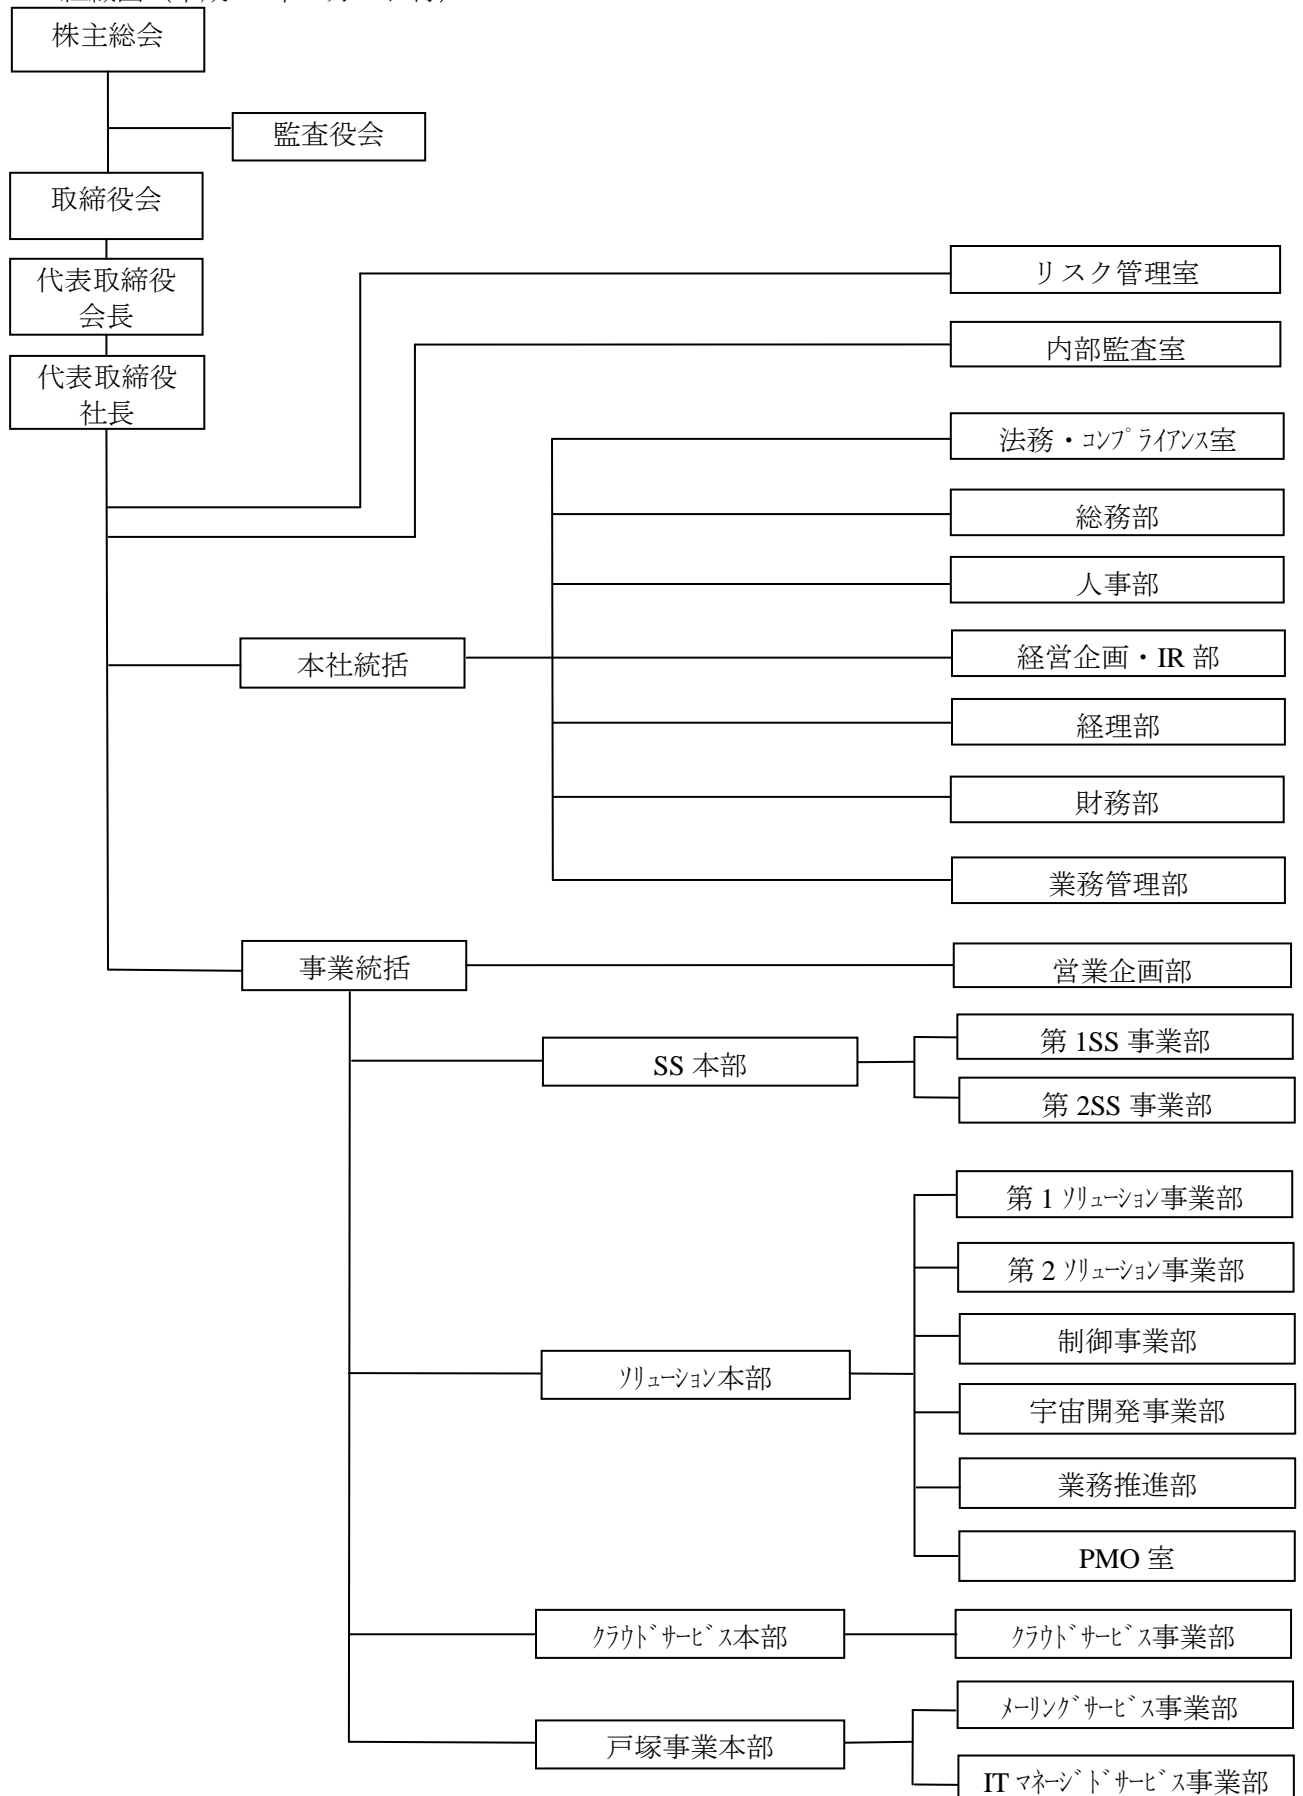 株主総会
監査役会
取締役会
代表取締役
会長
代表取締役
社長
リスク管理室
内部監査室
法務・ｺﾝﾌﾟﾗｲｱﾝｽ室
総務部
人事部
本社統括
経営企画・IR 部
経理部
財務部
業務管理部
事業統括
営業企画部
SS 本部
第 1SS 事業部
第 2SS 事業部
第 1 ｿﾘｭｰｼｮﾝ事業部
第 2 ｿﾘｭｰｼｮﾝ事業部
制御事業部
ｿﾘｭｰｼｮﾝ本部
宇宙開発事業部
業務推進部
PMO 室
ｸﾗｳﾄﾞｻｰﾋﾞｽ本部
ｸﾗｳﾄﾞｻｰﾋﾞｽ事業部
ﾒｰﾘﾝｸﾞｻｰﾋﾞｽ事業部
戸塚事業本部
IT ﾏﾈｰｼﾞﾄﾞｻｰﾋﾞｽ事業部